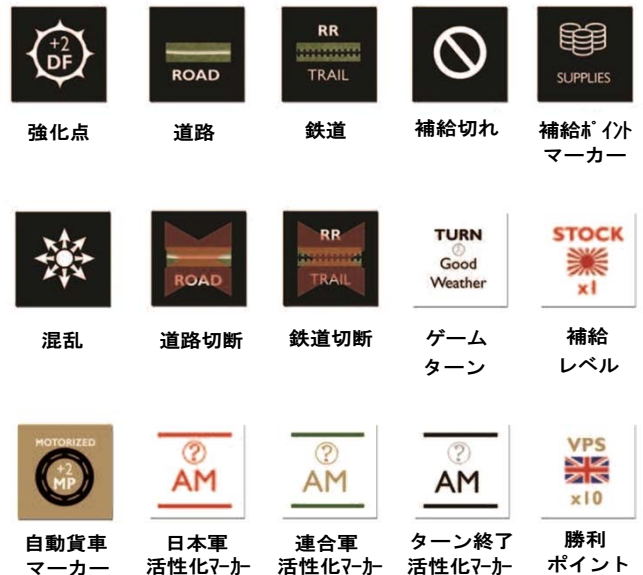 +2
DF
ROAD
RR
TRAIL
SUPPLIES
強化点
道路
鉄道
補給切れ
補給ﾎﾟｲﾝﾄ
マーカー
ROAD
RR
TRAIL
TURN
Good
Weather
STOCK
x1
混乱
道路切断
鉄道切断
ゲーム
ターン
補給
レベル
MOTORIZED
+2
MP
?
AM
?
AM
?
AM
VPS
x10
自動貨車
マーカー
日本軍
活性化ﾏｰｶｰ
連合軍
活性化ﾏｰｶｰ
ターン終了
活性化ﾏｰｶｰ
勝利
ポイント